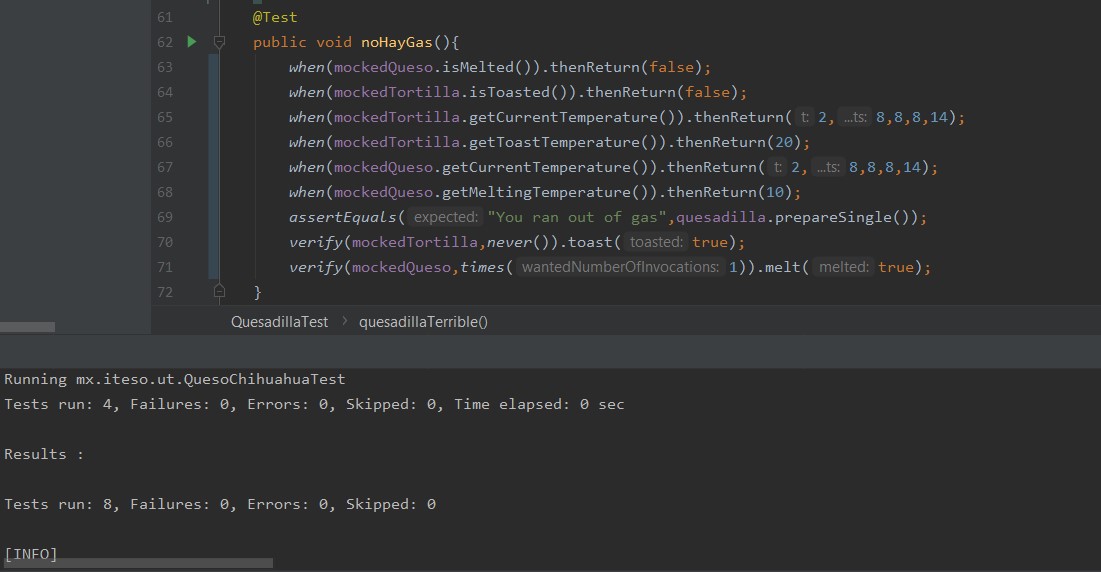 61 @Test
62 public void noHayGas(){
63 when(mockedQueso.isMelted()).thenReturn(false);
64 when(mockedTortilla.isToasted()).thenReturn(false);
65 when(mockedTortilla.getCurrentTemperature()).thenReturn( t: 2, ...ts: 8,8,8,14);
66 when(mockedTortilla.getToastTemperature()).thenReturn(20);
67 when(mockedQueso.getCurrentTemperature()).thenReturn( t: 2, ...ts: 8,8,8,14);
68 when(mockedQueso.getMeltingTemperature()).thenReturn(10);
69 assertEquals( expected: "You ran out of gas",quesadilla.prepareSingle());
70 verify(mockedTortilla,never()).toast( toasted: true);
71 verify(mockedQueso,times( wantedNumberOfInvocations: 1)).melt( melted: true);
72 }
QuesadillaTest > quesadillaTerrible()
Running mx.iteso.ut.QuesoChihuahuaTest
Tests run: 4, Failures: 0, Errors: 0, Skipped: 0, Time elapsed: 0 sec
Results :
Tests run: 8, Failures: 0, Errors: 0, Skipped: 0
[INFO]